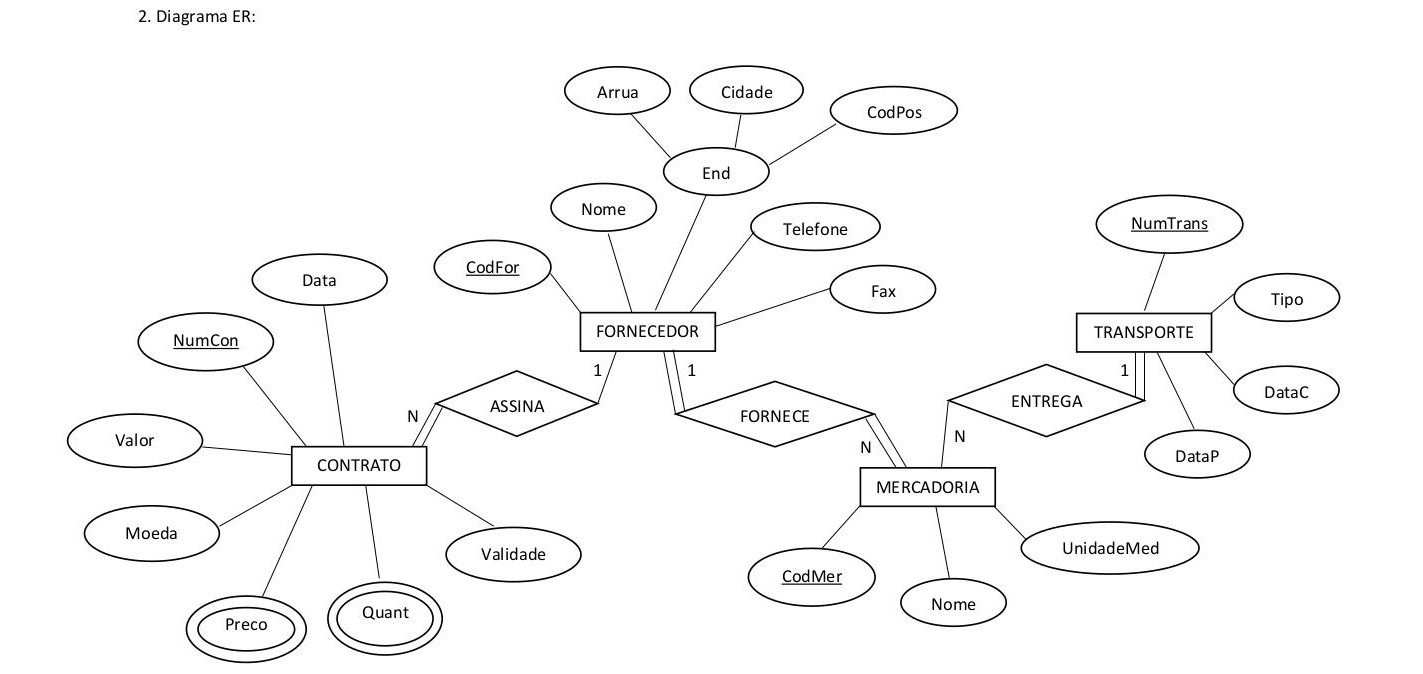 2. Diagrama ER:
Arrua
Cidade
CodPos
End
Nome
Telefone
NumTrans
CodFor
Data
Fax
Tipo
FORNECEDOR
TRANSPORTE
NumCon
1
1
1
DataC
ASSINA
ENTREGA
N
FORNECE
Valor
N
N
DataP
CONTRATO
MERCADORIA
Moeda
Validade
UnidadeMed
CodMer
Nome
Preco
Quant